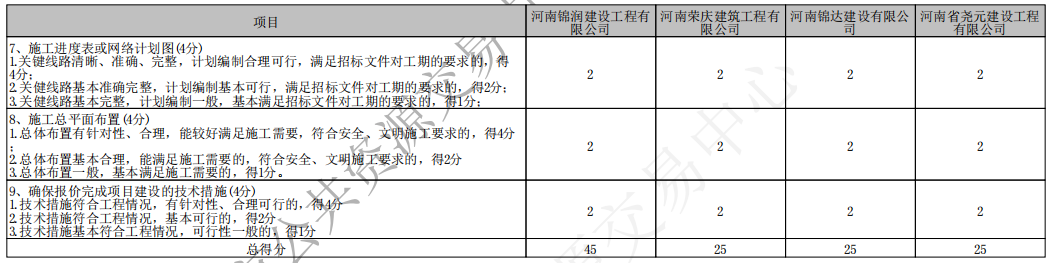 项目
河南锦润建设工程有
限公司
河南荣庆建筑工程有
限公司
河南锦达建设有限公
司
河南省尧元建设工程
有限公司
7、施工进度表或网络计划图(4分)
1.关键线路清晰、准确、完整，计划编制合理可行，满足招标文件对工期的要求的，得
4分；
2.关健线路基本准确完整，计划编制基本可行，满足招标文件对工期的要求的，得2分；
3.关健线路基本完整，计划编制一般，基本满足招标文件对工期的要求的，得1分；
2 2 2 2
8、施工总平面布置(4分)
1.总体布置有针对性、合理，能较好满足施工需要，符合安全、文明施工要求的，得4分
；
2.总体布置基本合理，能满足施工需要的，符合安全、文明施工要求的，得2分
3.总体布置一般，基本满足施工需要的，得1分。
2 2 2 2
9、确保报价完成项目建设的技术措施(4分)
1.技术措施符合工程情况，有针对性、合理可行的，得4分
2.技术措施符合工程情况，基本可行的，得2分
3.技术措施基本符合工程情况，可行性一般的，得1分
2 2 2 2
总得分 45 25 25 25
公共资源交易
交易中心